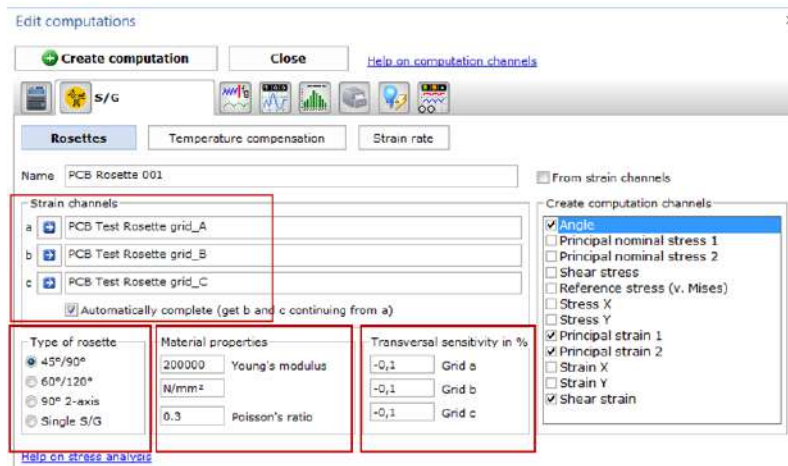 Edit computations
Create computation
Close
Help on computation channels
S/G
Rosettes
Temperature compensation
Strain rate
Name PCB Rosette 001
From strain channels
Strain channels
a PCB Test Rosette grid_A
b PCB Test Rosette grid_B
c PCB Test Rosette grid_C
Automatically complete (get b and c continuing from a)
Create computation channels
Angle
Principal nominal stress 1
Principal nominal stress 2
Shear stress
Reference stress (v. Mises)
Stress X
Stress Y
Principal strain 1
Principal strain 2
Strain X
Strain Y
Shear strain
Type of rosette
45°/90°
60°/120°
90° 2-axis
Single S/G
Material properties
200000 Young's modulus
N/mm²
0.3 Poisson's ratio
Transversal sensitivity in %
-0,1 Grid a
-0,1 Grid b
-0,1 Grid c
Help on stress analysis